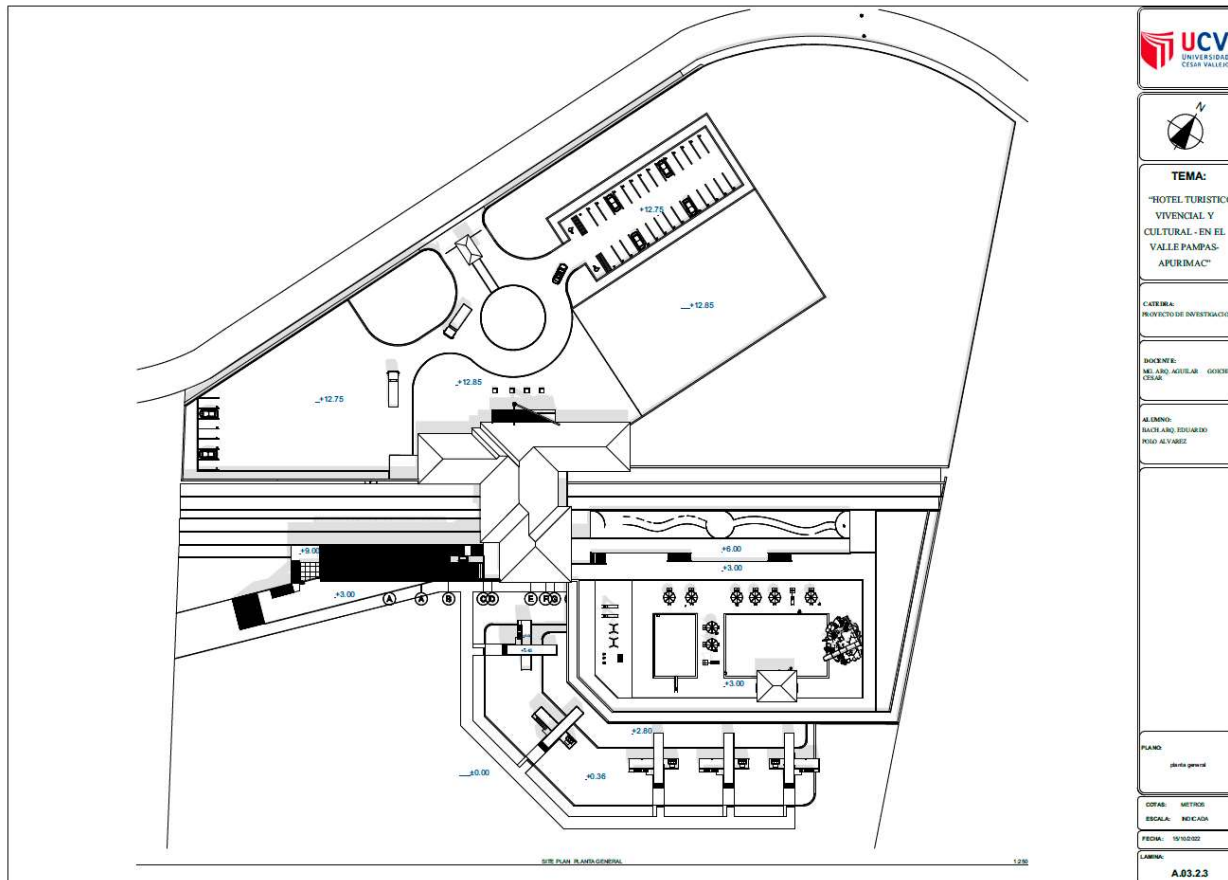 UCV
UNIVERSIDAD
CESAR VALLEJO
N
TEMA:
"HOTEL TURISTICO
VIVENCIAL Y
CULTURAL - EN EL
VALLE PAMPAS-
APURIMAC"
CATEDRA:
PROYECTO DE INVESTIGACIO
DOCENTE:
MG. ARQ. AGUILAR
CESAR
ALUMNO:
BACH. ARQ. EDUARDO
POLO ALVAREZ
PLANO:
planta general
COTAS: METROS
ESCALA: INDICADA
FECHA: 15/10/2022
LAMINA:
A.03.2.3
+12.75
+12.85
+12.85
+12.75
+9.00
+6.00
+3.00
+3.00
A A B C D E F G
+3.00
+2.80
±0.00
+0.36
SITE PLAN PLANTA GENERAL
1:250